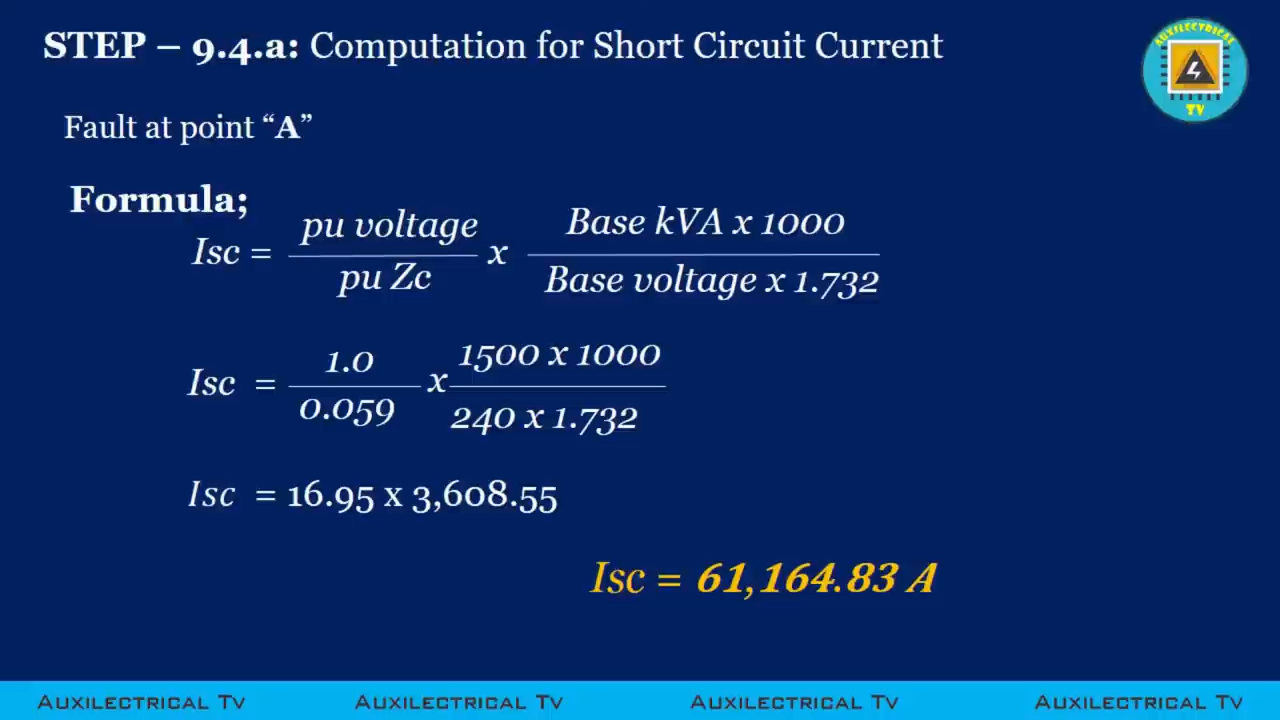 STEP – 9.4.a: Computation for Short Circuit Current
AUXILECTRICAL
TV
Fault at point “A”
Formula;
Isc = pu voltage / pu Zc x Base kVA x 1000 / Base voltage x 1.732
Isc = 1.0 / 0.059 x 1500 x 1000 / 240 x 1.732
Isc = 16.95 x 3,608.55
Isc = 61,164.83 A
Auxilectrical Tv Auxilectrical Tv Auxilectrical Tv Auxilectrical Tv